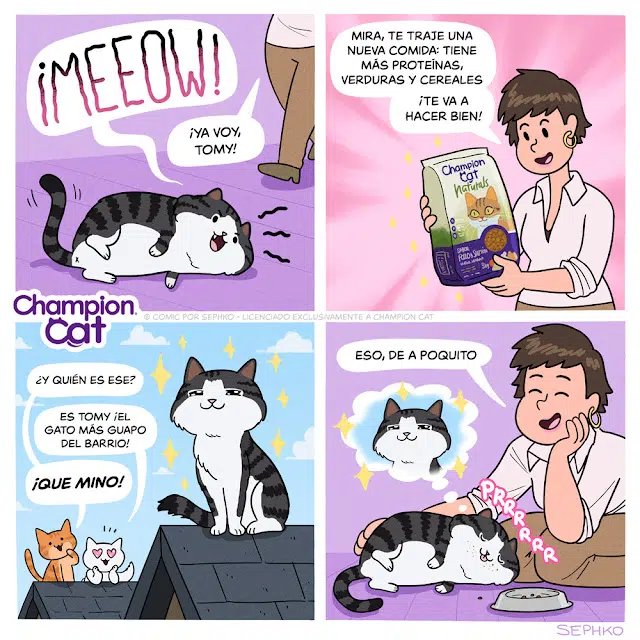 ¡MEEOW!
¡YA VOY,
TOMY!
MIRA, TE TRAJE UNA
NUEVA COMIDA: TIENE
MÁS PROTEÍNAS,
VERDURAS Y CEREALES
¡TE VA A
HACER BIEN!
Champion
Cat
Naturals
Champion
Cat
© COMIC POR SEPHKO - LICENCIADO EXCLUSIVAMENTE A CHAMPION CAT
¿Y QUIÉN ES ESE?
ES TOMY ¡EL
GATO MÁS GUAPO
DEL BARRIO!
¡QUE MINO!
ESO, DE A POQUITO
PRRRRRRR
SEPHKO